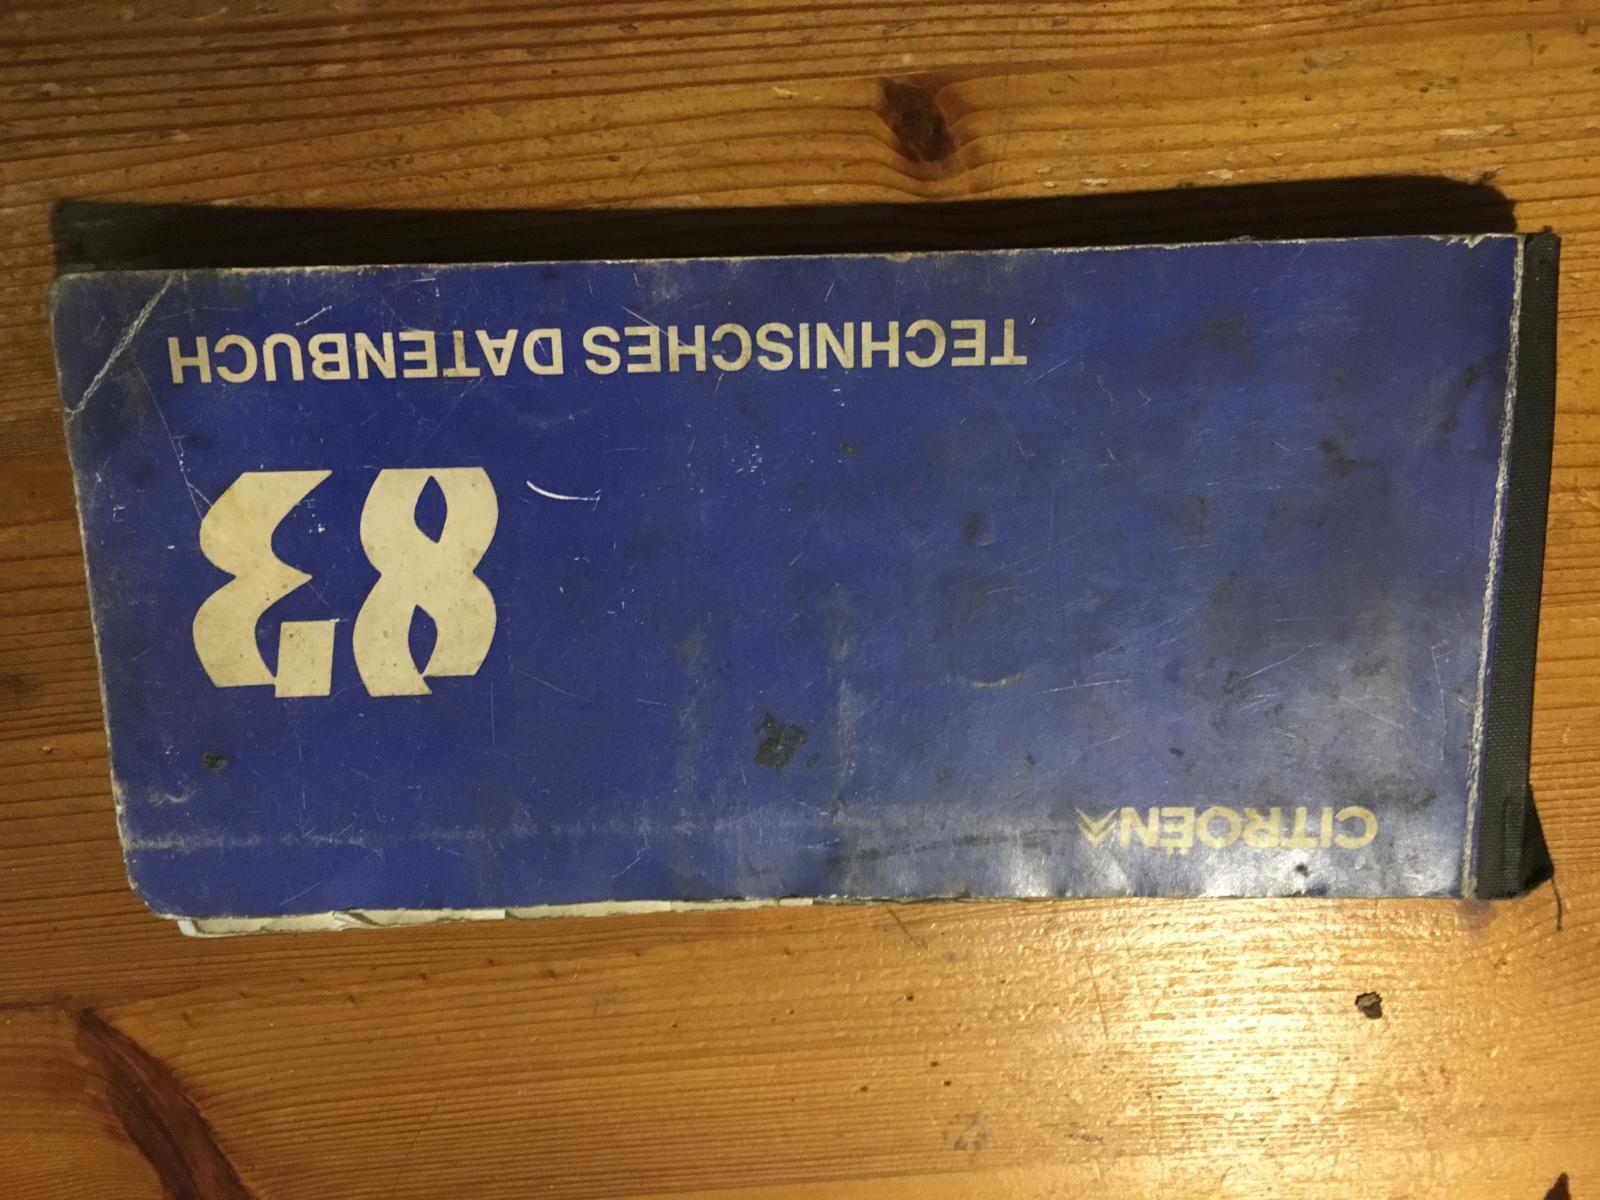 CITROËN
83
TECHNISCHES DATENBUCH